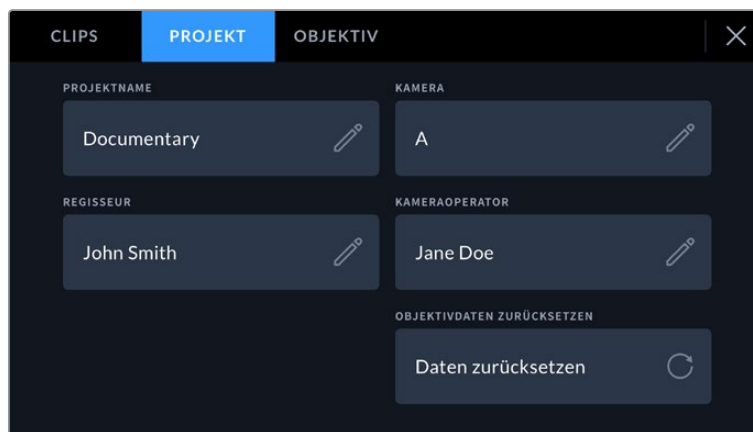 CLIPS PROJEKT OBJEKTIV
PROJEKTNAME KAMERA
Documentary A
REGISSEUR KAMERAOPERATOR
John Smith Jane Doe
OBJEKTIVDATEN ZURÜCKSETZEN
Daten zurücksetzen